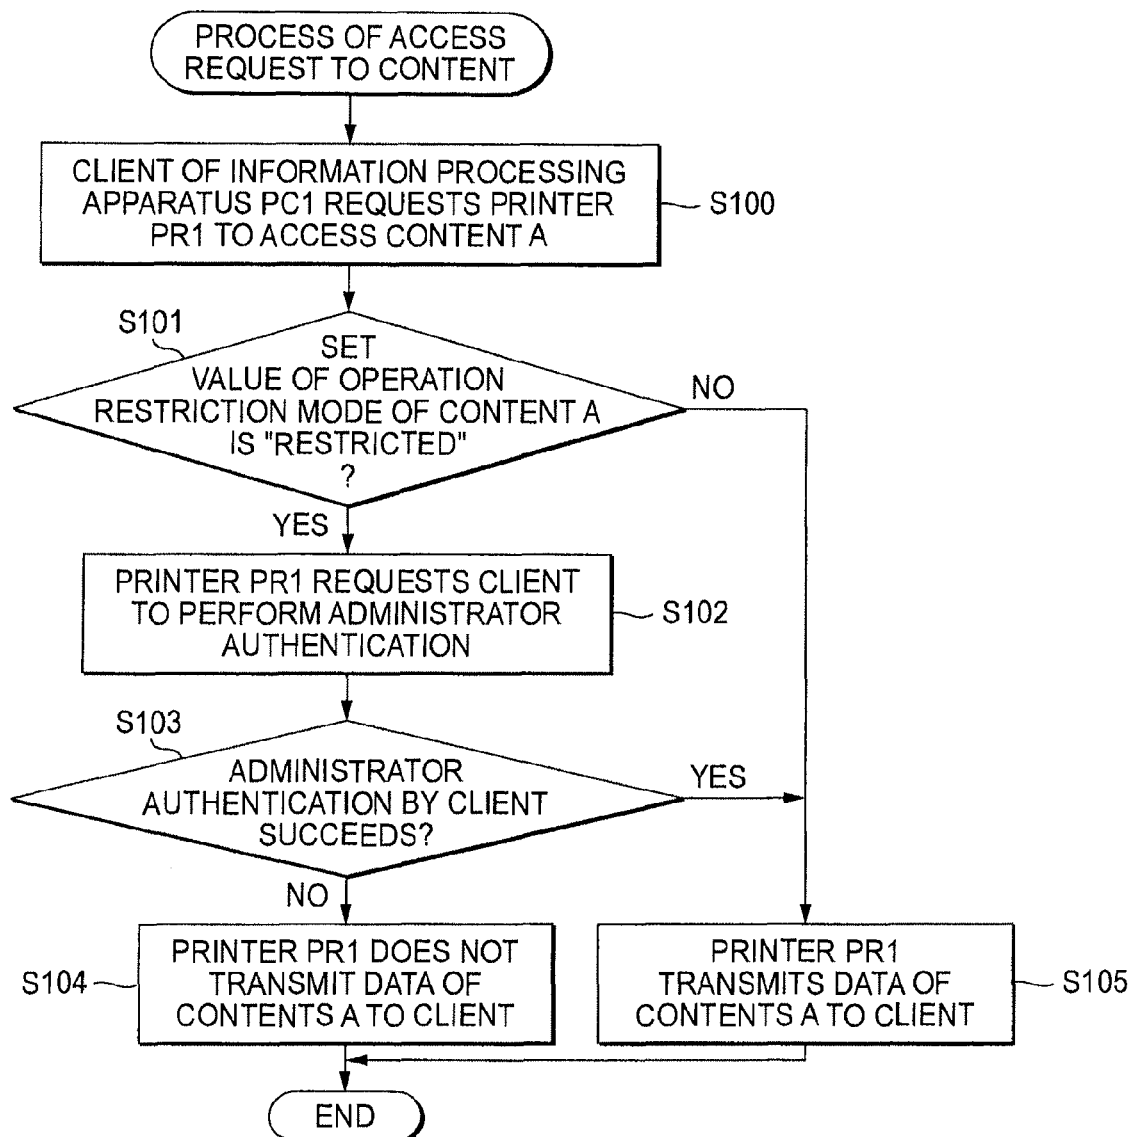 PROCESS OF ACCESS
REQUEST TO CONTENT
CLIENT OF INFORMATION PROCESSING
APPARATUS PC1 REQUESTS PRINTER
PR1 TO ACCESS CONTENT A
S100
S101
SET
VALUE OF OPERATION
RESTRICTION MODE OF CONTENT A
IS "RESTRICTED"
?
NO
YES
PRINTER PR1 REQUESTS CLIENT
TO PERFORM ADMINISTRATOR
AUTHENTICATION
S102
S103
ADMINISTRATOR
AUTHENTICATION BY CLIENT
SUCCEEDS?
YES
NO
S104
PRINTER PR1 DOES NOT
TRANSMIT DATA OF
CONTENTS A TO CLIENT
PRINTER PR1
TRANSMITS DATA OF
CONTENTS A TO CLIENT
S105
END